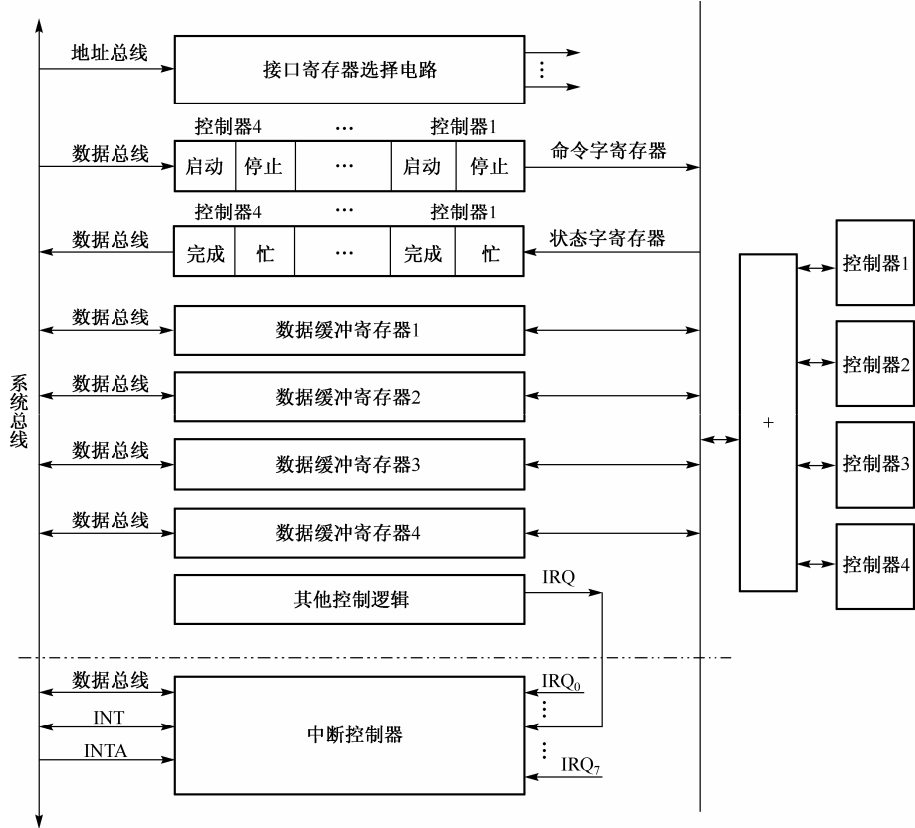 地址总线
接口寄存器选择电路
⋮
控制器4 … 控制器1
数据总线
启动 停止 … 启动 停止
命令字寄存器
控制器4 … 控制器1
数据总线
完成 忙 … 完成 忙
状态字寄存器
数据总线
数据缓冲寄存器1
数据总线
数据缓冲寄存器2
数据总线
数据缓冲寄存器3
数据总线
数据缓冲寄存器4
其他控制逻辑
IRQ
系统总线
+
控制器1
控制器2
控制器3
控制器4
数据总线
INT
INTA
中断控制器
IRQ₀
⋮
⋮
IRQ₇